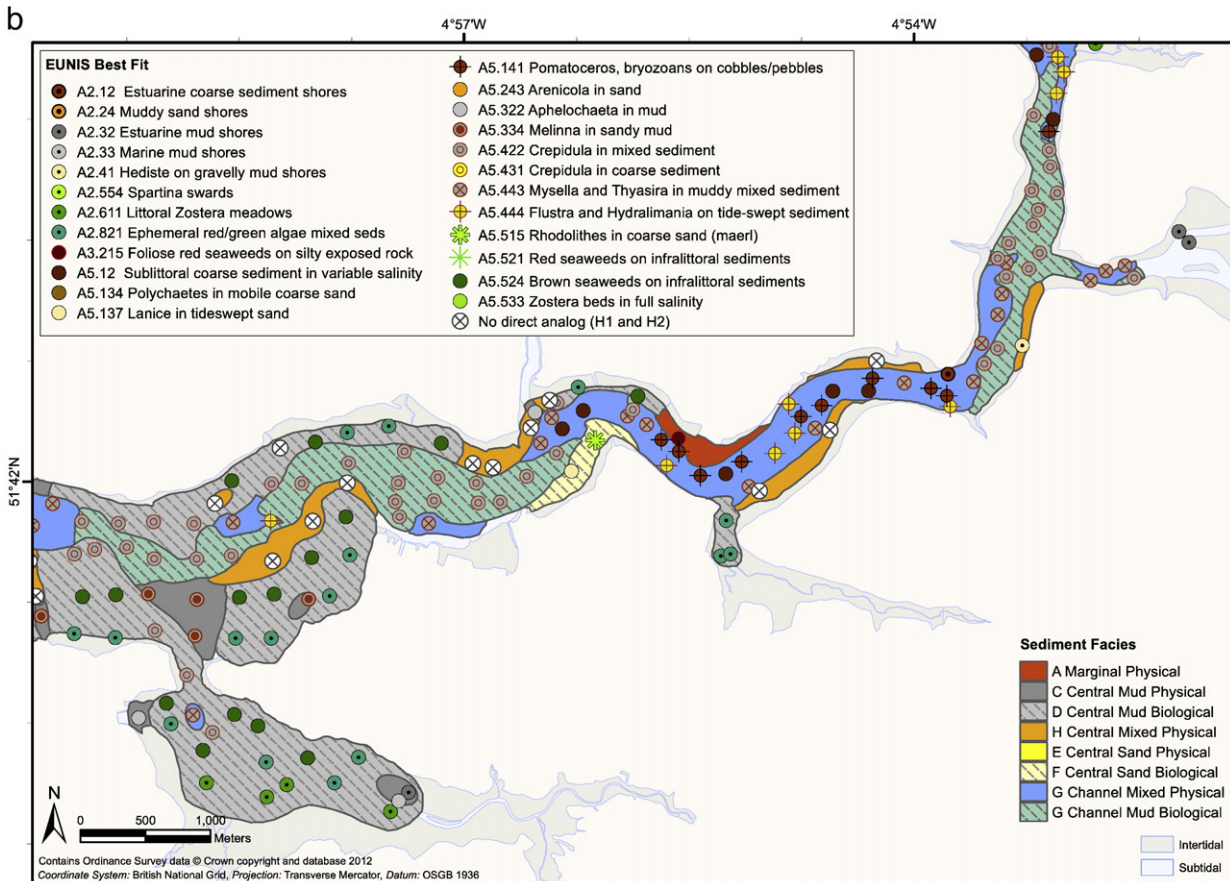 b
4°57'W
4°54'W
51°42'N
EUNIS Best Fit
A2.12 Estuarine coarse sediment shores
A2.24 Muddy sand shores
A2.32 Estuarine mud shores
A2.33 Marine mud shores
A2.41 Hediste on gravelly mud shores
A2.554 Spartina swards
A2.611 Littoral Zostera meadows
A2.821 Ephemeral red/green algae mixed seds
A3.215 Foliose red seaweeds on silty exposed rock
A5.12 Sublittoral coarse sediment in variable salinity
A5.134 Polychaetes in mobile coarse sand
A5.137 Lanice in tideswept sand
A5.141 Pomatoceros, bryozoans on cobbles/pebbles
A5.243 Arenicola in sand
A5.322 Aphelochaeta in mud
A5.334 Melinna in sandy mud
A5.422 Crepidula in mixed sediment
A5.431 Crepidula in coarse sediment
A5.443 Mysella and Thyasira in muddy mixed sediment
A5.444 Flustra and Hydralimania on tide-swept sediment
A5.515 Rhodolithes in coarse sand (maerl)
A5.521 Red seaweeds on infralittoral sediments
A5.524 Brown seaweeds on infralittoral sediments
A5.533 Zostera beds in full salinity
No direct analog (H1 and H2)
Sediment Facies
A Marginal Physical
C Central Mud Physical
D Central Mud Biological
H Central Mixed Physical
E Central Sand Physical
F Central Sand Biological
G Channel Mixed Physical
G Channel Mud Biological
Intertidal
Subtidal
N
0 500 1,000
Meters
Contains Ordinance Survey data © Crown copyright and database 2012
Coordinate System: British National Grid, Projection: Transverse Mercator, Datum: OSGB 1936